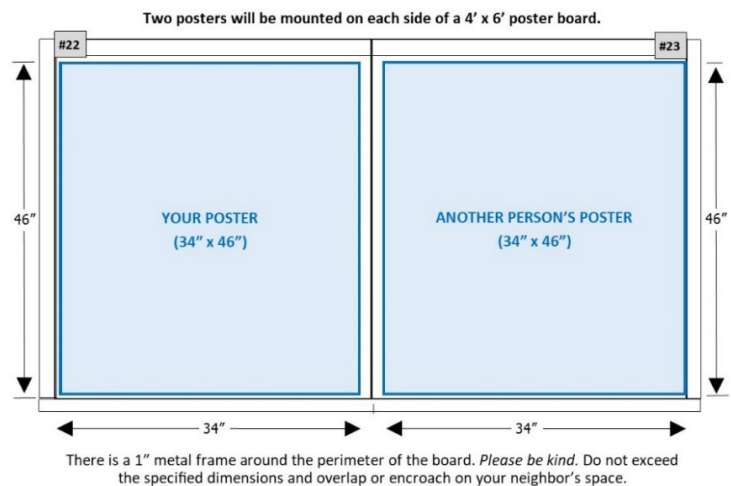 Two posters will be mounted on each side of a 4’ x 6’ poster board.
#22
#23
46”
YOUR POSTER
(34” x 46”)
ANOTHER PERSON’S POSTER
(34” x 46”)
46”
34”
34”
There is a 1” metal frame around the perimeter of the board. Please be kind. Do not exceed
the specified dimensions and overlap or encroach on your neighbor’s space.